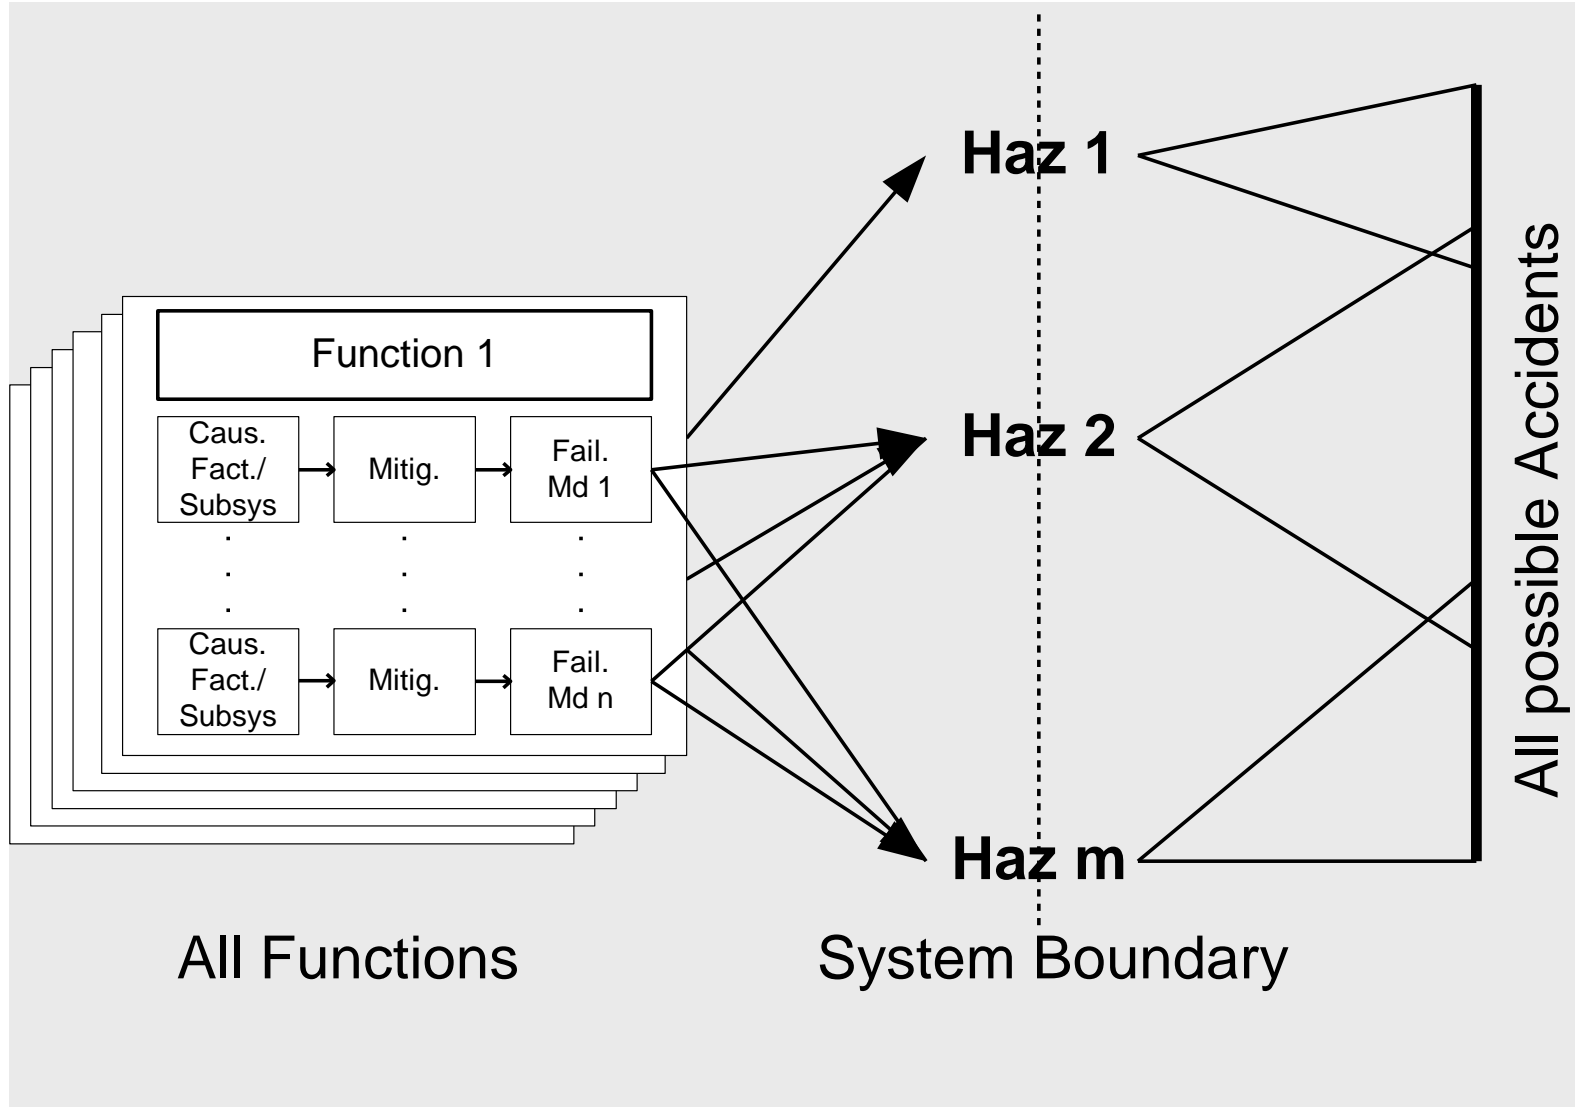 Function 1
Caus.
Fact./
Subsys
Mitig.
Fail.
Md 1
.
.
.
.
.
.
.
.
.
Caus.
Fact./
Subsys
Mitig.
Fail.
Md n
All Functions
Haz 1
Haz 2
Haz m
System Boundary
All possible Accidents